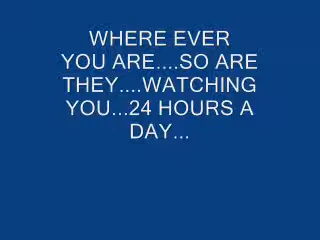 WHERE EVER
YOU ARE....SO ARE
THEY....WATCHING
YOU...24 HOURS A
DAY...